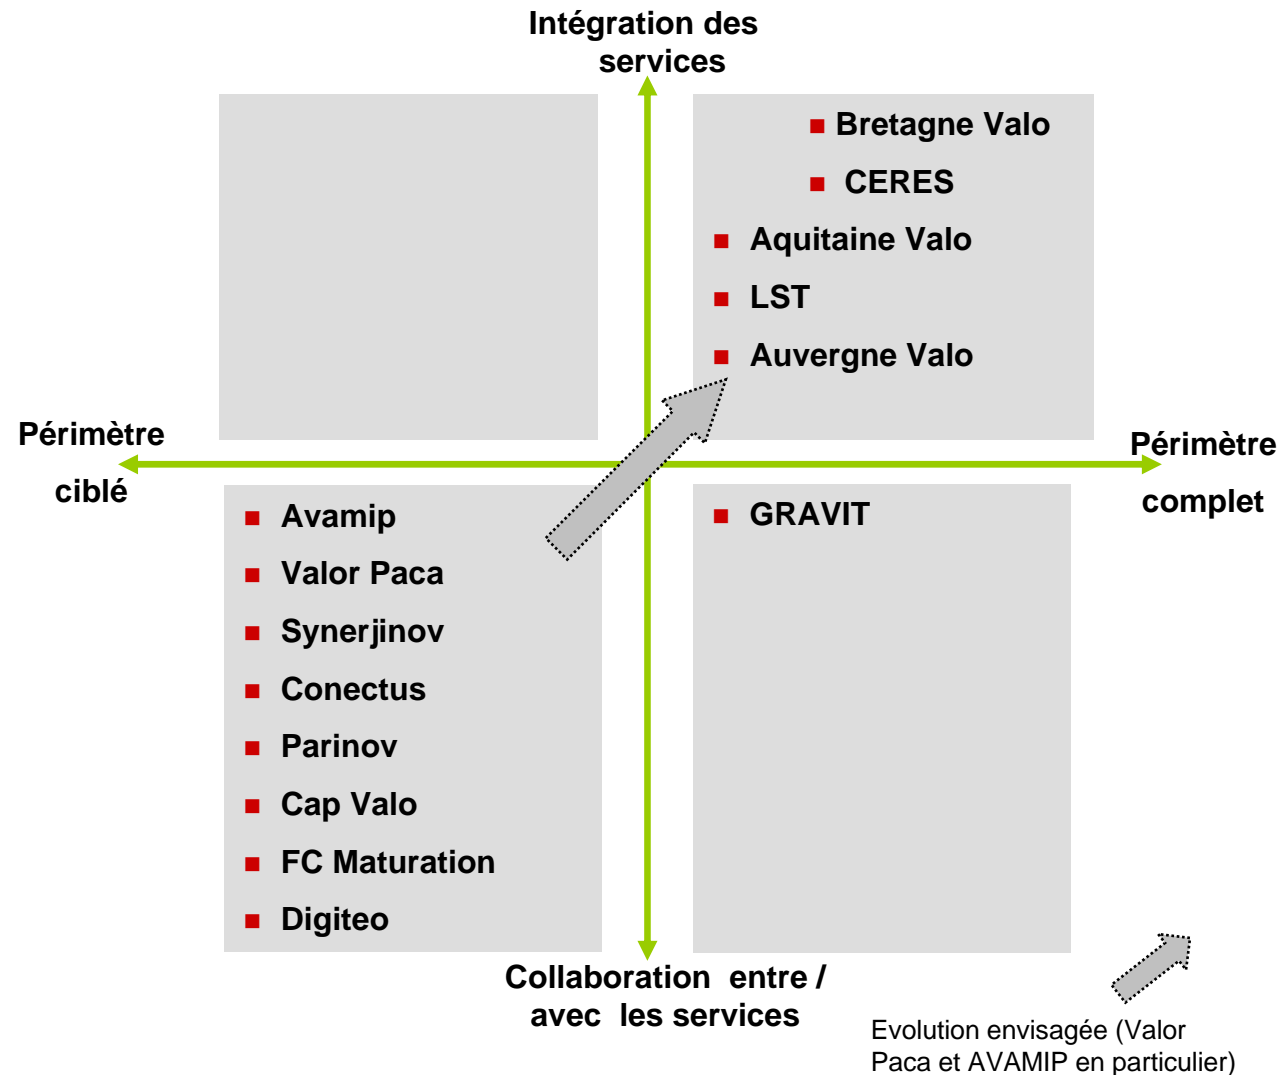 Intégration des
services
Bretagne Valo
CERES
Aquitaine Valo
LST
Auvergne Valo
Périmètre
ciblé
Périmètre
complet
Avamip
Valor Paca
Synerjinov
Conectus
Parinov
Cap Valo
FC Maturation
Digiteo
GRAVIT
Collaboration entre /
avec les services
Evolution envisagée (Valor
Paca et AVAMIP en particulier)